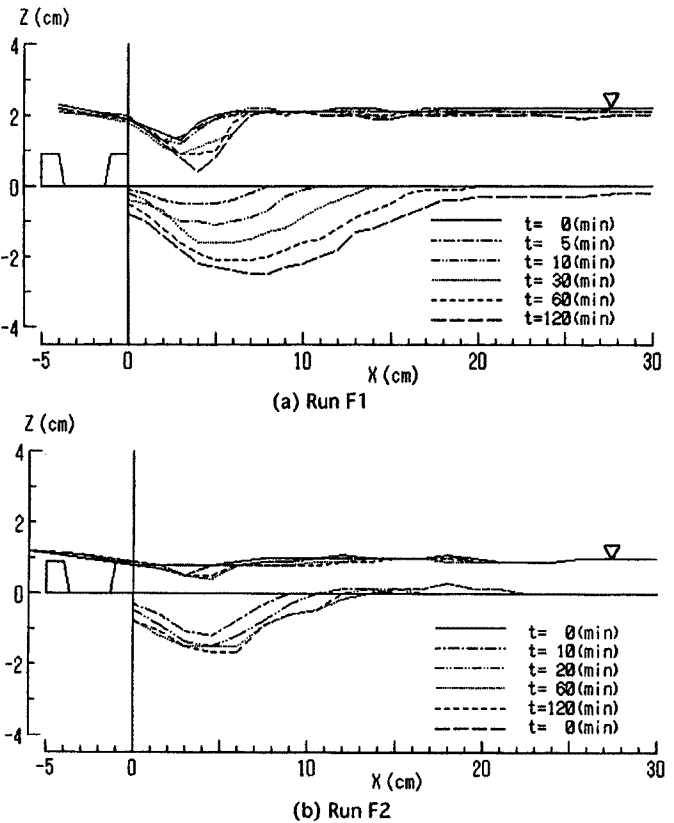 Z (cm)
4
2
0
-2
-4
t=  0(min)
t=  5(min)
t= 10(min)
t= 30(min)
t= 60(min)
t=120(min)
-5 0 10 20 30
X (cm)
(a) Run F1
Z (cm)
4
2
0
-2
-4
t=  0(min)
t= 10(min)
t= 20(min)
t= 60(min)
t=120(min)
t=  0(min)
-5 0 10 20 30
X (cm)
(b) Run F2